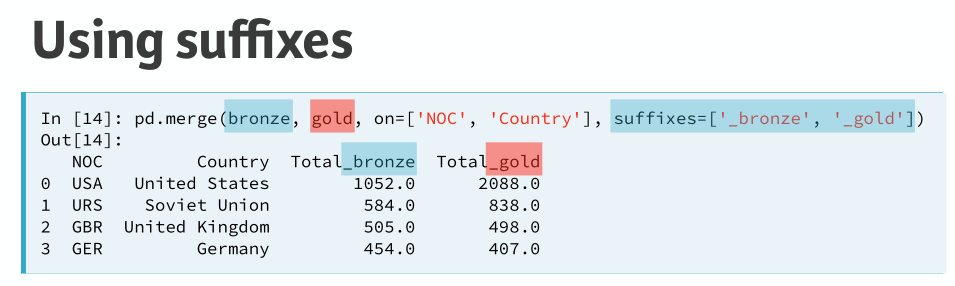 Using suffixes
In [14]: pd.merge(bronze, gold, on=['NOC', 'Country'], suffixes=['_bronze', '_gold'])
Out[14]:
   NOC         Country  Total_bronze  Total_gold
0  USA   United States        1052.0      2088.0
1  URS    Soviet Union         584.0       838.0
2  GBR  United Kingdom         505.0       498.0
3  GER         Germany         454.0       407.0